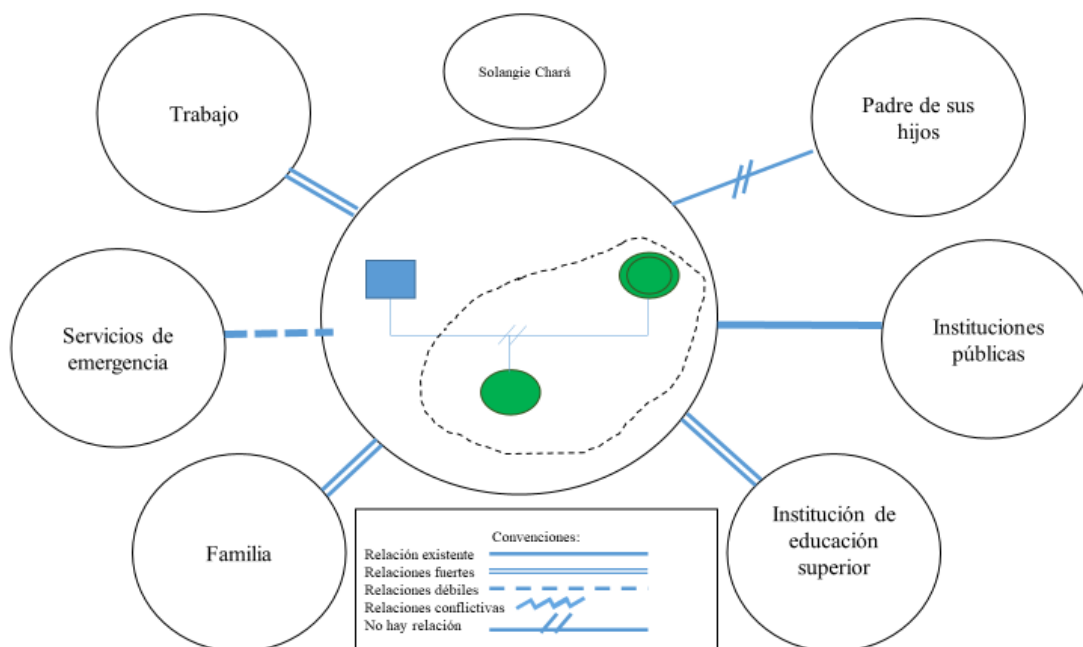 Solangie Chará
Trabajo
Padre de sus
hijos
Servicios de
emergencia
Instituciones
públicas
Familia
Institución de
educación
superior
Convenciones:
Relación existente
Relaciones fuertes
Relaciones débiles
Relaciones conflictivas
No hay relación